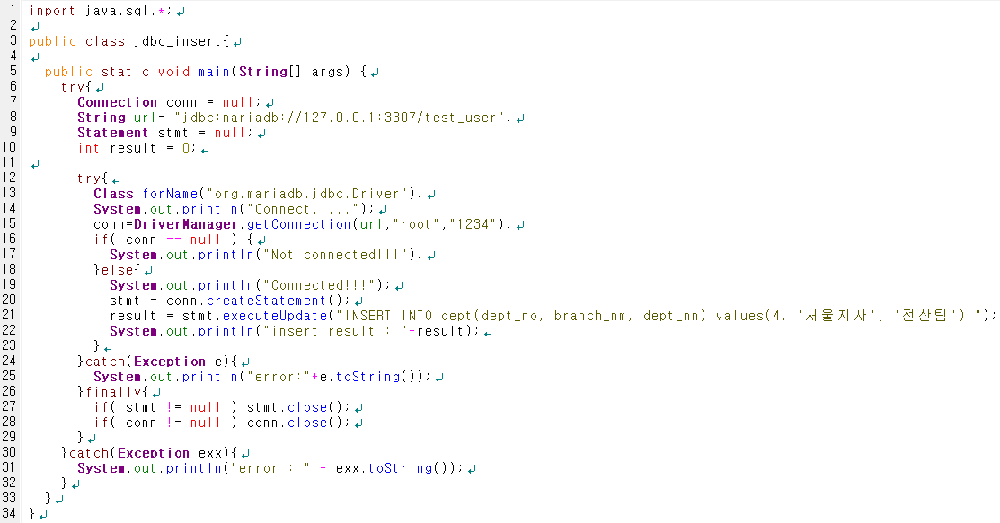 1 import java.sql.*;↲
2 ↲
3 public class jdbc_insert{↲
4 ↲
5   public static void main(String[] args) {↲
6     try{↲
7       Connection conn = null;↲
8       String url= "jdbc:mariadb://127.0.0.1:3307/test_user";↲
9       Statement stmt = null;↲
10       int result = 0;↲
11 ↲
12       try{↲
13         Class.forName("org.mariadb.jdbc.Driver");↲
14         System.out.println("Connect.....");↲
15         conn=DriverManager.getConnection(url,"root","1234");↲
16         if( conn == null ) {↲
17           System.out.println("Not connected!!!");↲
18         }else{↲
19           System.out.println("Connected!!!");↲
20           stmt = conn.createStatement();↲
21           result = stmt.executeUpdate("INSERT INTO dept(dept_no, branch_nm, dept_nm) values(4, '서울지사', '전산팀') ");
22           System.out.println("insert result : "+result);↲
23         }↲
24       }catch(Exception e){↲
25         System.out.println("error:"+e.toString());↲
26       }finally{↲
27         if( stmt != null ) stmt.close();↲
28         if( conn != null ) conn.close();↲
29       }↲
30     }catch(Exception exx){↲
31       System.out.println("error : " + exx.toString());↲
32     }↲
33   }↲
34 }↲